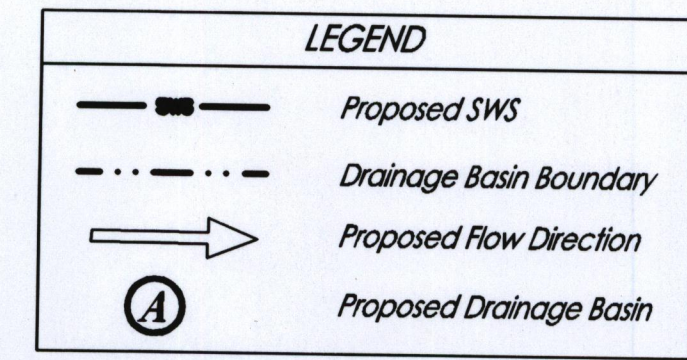 LEGEND
SWS Proposed SWS
Drainage Basin Boundary
Proposed Flow Direction
A Proposed Drainage Basin